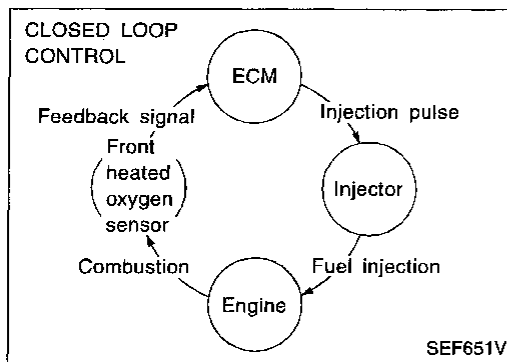 CLOSED LOOP
CONTROL
ECM
Feedback signal
Injection pulse
(Front
heated
oxygen
sensor)
Injector
Combustion
Fuel injection
Engine
SEF651V